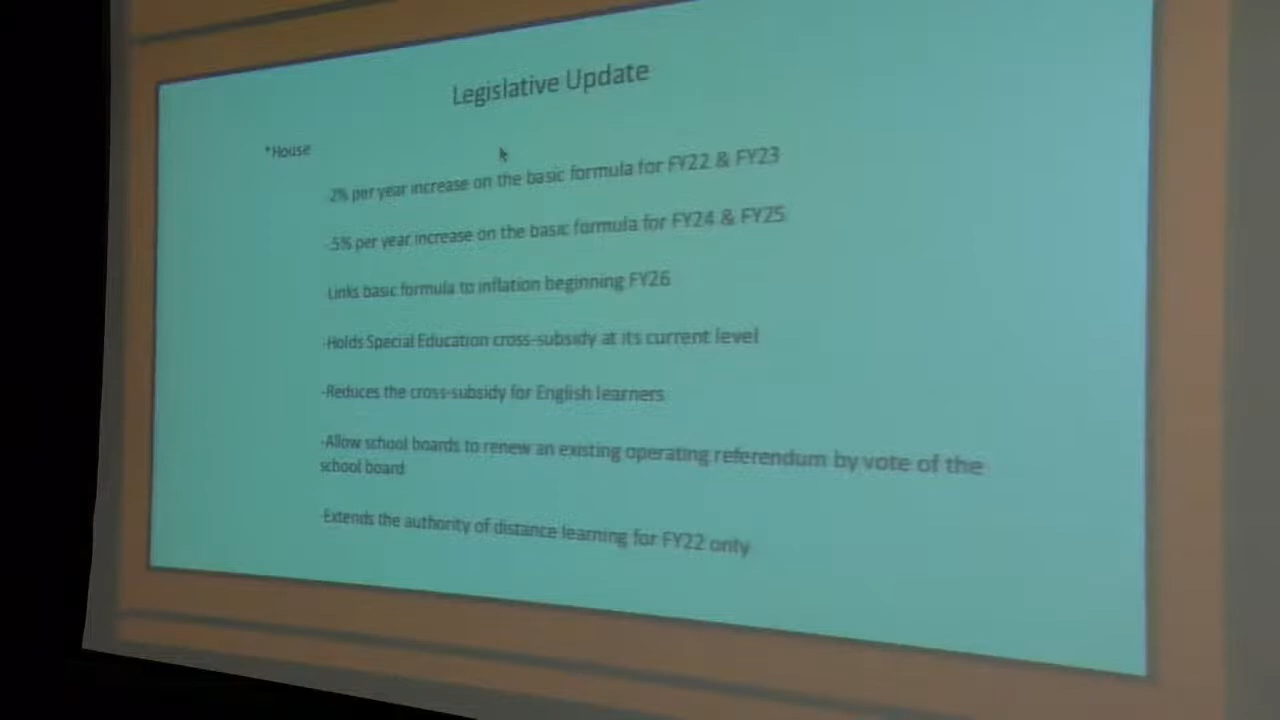 Legislative Update
*House
-2% per year increase on the basic formula for FY22 & FY23
-.5% per year increase on the basic formula for FY24 & FY25
-Links basic formula to inflation beginning FY26
-Holds Special Education cross-subsidy at its current level
-Reduces the cross-subsidy for English learners
-Allow school boards to renew an existing operating referendum by vote of the
school board
-Extends the authority of distance learning for FY22 only